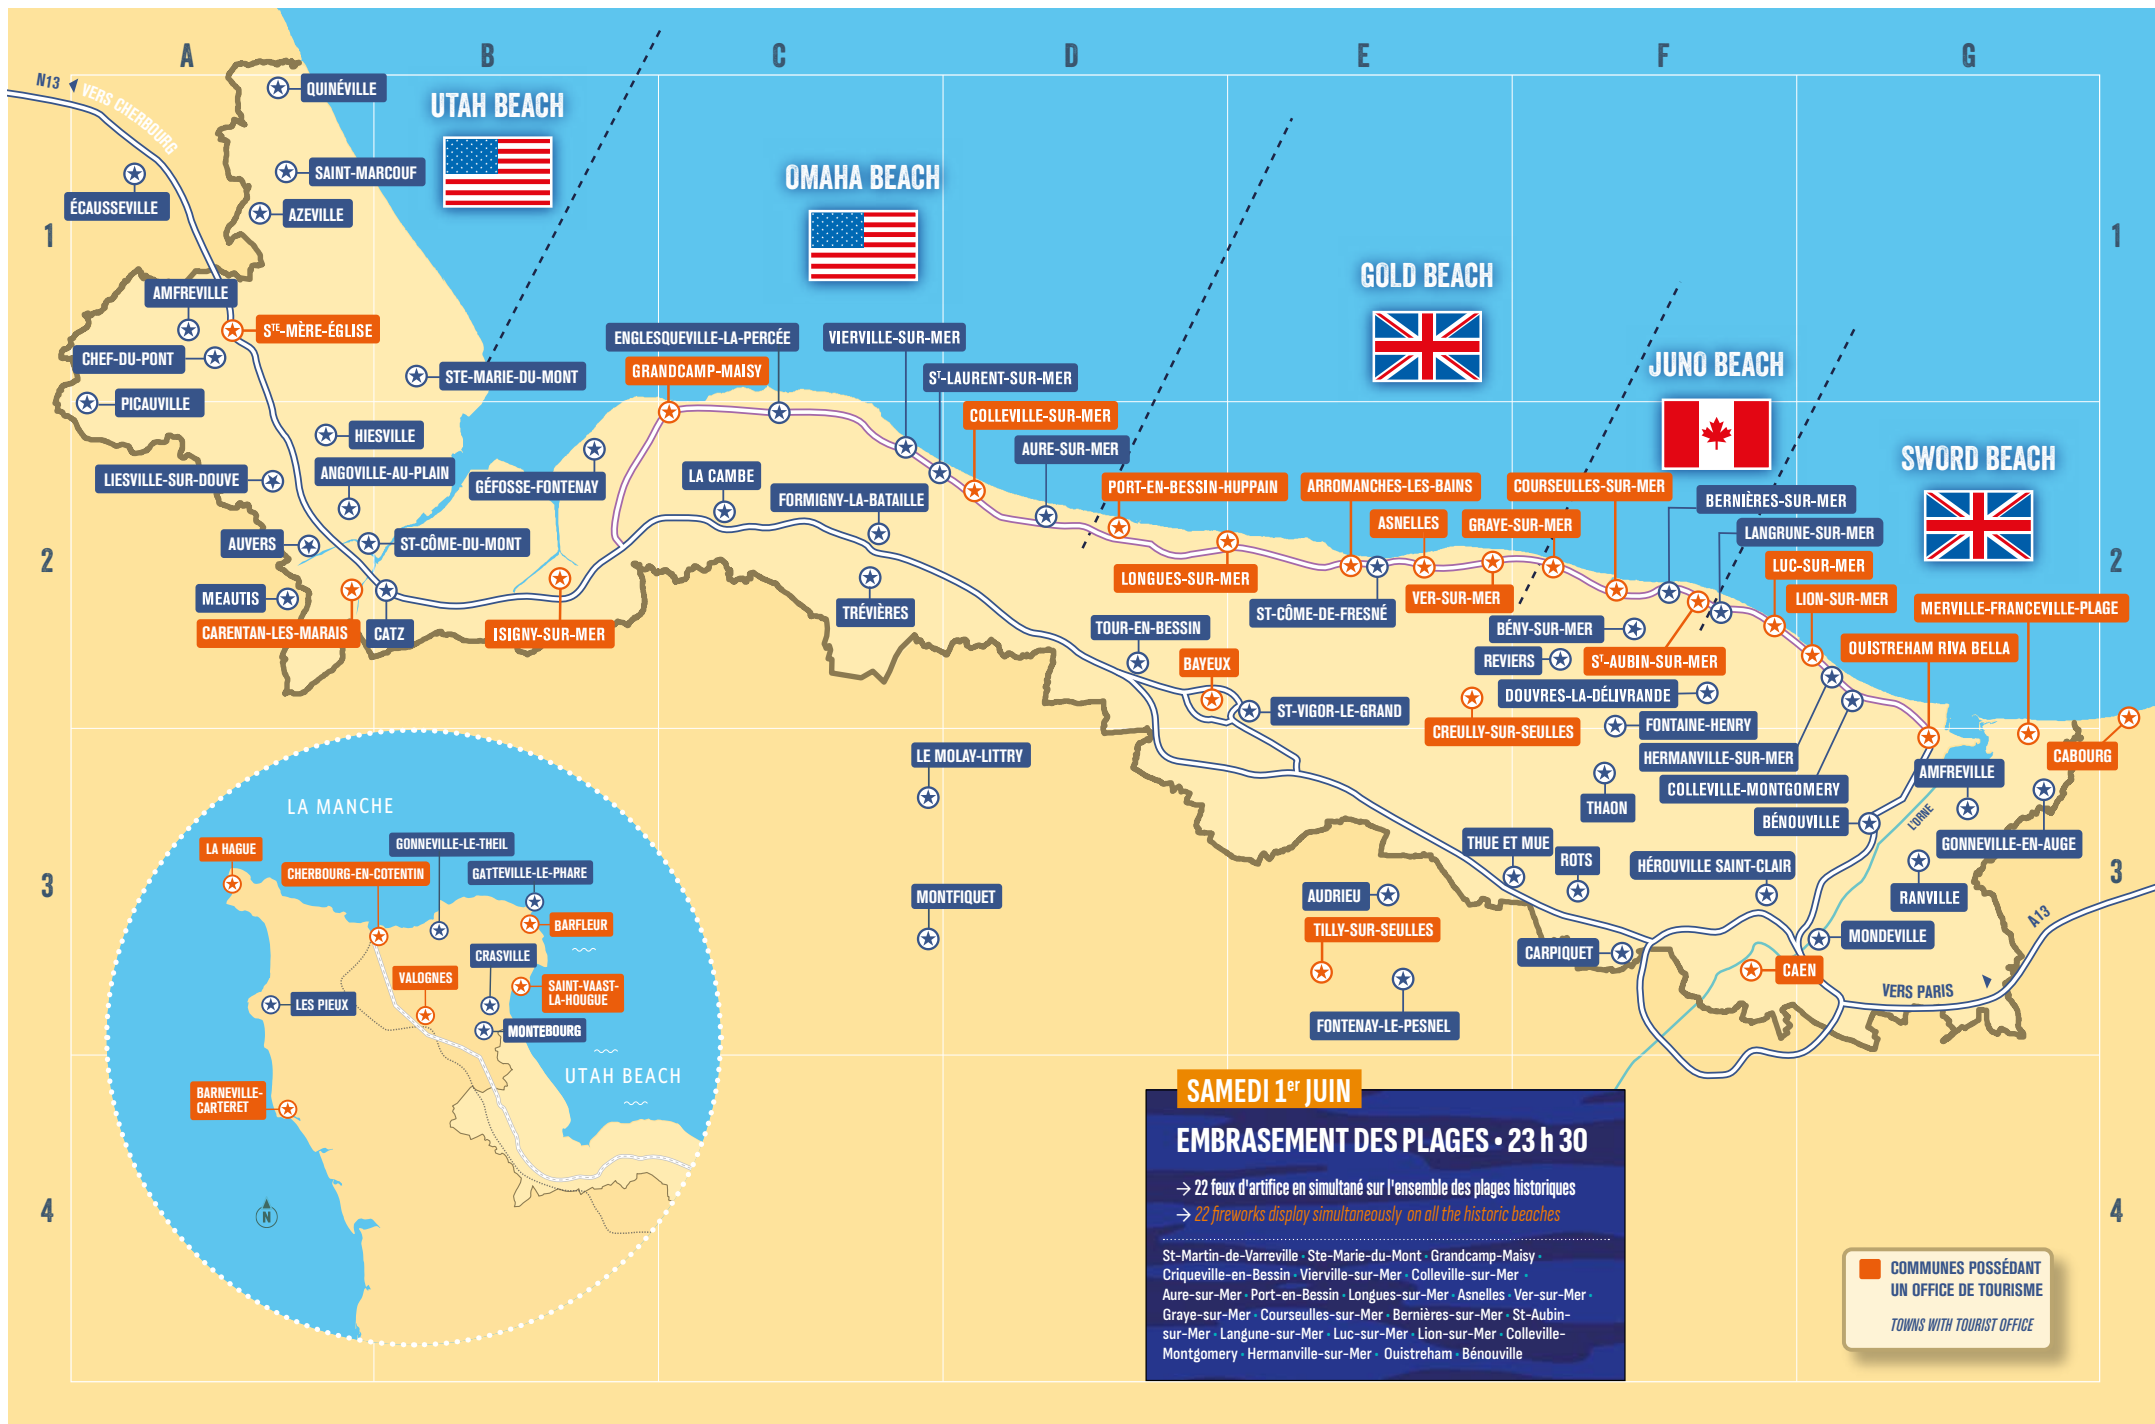 A
B
C
D
E
F
G
N13
VERS CHERBOURG
QUINÉVILLE
UTAH BEACH
SAINT-MARCOUF
OMAHA BEACH
ÉCAUSSEVILLE
AZEVILLE
1
1
GOLD BEACH
AMFREVILLE
STE-MÈRE-ÉGLISE
CHEF-DU-PONT
ENGLESQUEVILLE-LA-PERCÉE
VIERVILLE-SUR-MER
JUNO BEACH
GRANDCAMP-MAISY
STE-MARIE-DU-MONT
ST-LAURENT-SUR-MER
PICAUVILLE
COLLEVILLE-SUR-MER
HIESVILLE
AURE-SUR-MER
SWORD BEACH
ANGOVILLE-AU-PLAIN
LIESVILLE-SUR-DOUVE
GÉFOSSE-FONTENAY
LA CAMBE
FORMIGNY-LA-BATAILLE
PORT-EN-BESSIN-HUPPAIN
ARROMANCHES-LES-BAINS
COURSEULLES-SUR-MER
BERNIÈRES-SUR-MER
ASNELLES
GRAYE-SUR-MER
LANGRUNE-SUR-MER
AUVERS
ST-CÔME-DU-MONT
2
2
LUC-SUR-MER
LONGUES-SUR-MER
MEAUTIS
VER-SUR-MER
LION-SUR-MER
MERVILLE-FRANCEVILLE-PLAGE
TRÉVIÈRES
ST-CÔME-DE-FRESNÉ
CARENTAN-LES-MARAIS
CATZ
ISIGNY-SUR-MER
TOUR-EN-BESSIN
BÉNY-SUR-MER
OUISTREHAM RIVA BELLA
BAYEUX
REVIERS
ST-AUBIN-SUR-MER
DOUVRES-LA-DÉLIVRANDE
ST-VIGOR-LE-GRAND
CREULLY-SUR-SEULLES
FONTAINE-HENRY
HERMANVILLE-SUR-MER
CABOURG
LE MOLAY-LITTRY
AMFREVILLE
COLLEVILLE-MONTGOMERY
THAON
L'ORNE
BÉNOUVILLE
THUE ET MUE
GONNEVILLE-EN-AUGE
ROTS
HÉROUVILLE SAINT-CLAIR
3
3
MONTFIQUET
AUDRIEU
RANVILLE
A13
TILLY-SUR-SEULLES
MONDEVILLE
CARPIQUET
CAEN
VERS PARIS
FONTENAY-LE-PESNEL
LA MANCHE
LA HAGUE
GONNEVILLE-LE-THEIL
CHERBOURG-EN-COTENTIN
GATTEVILLE-LE-PHARE
BARFLEUR
CRASVILLE
VALOGNES
SAINT-VAAST-
LA-HOUGUE
LES PIEUX
MONTEBOURG
UTAH BEACH
BARNEVILLE-
CARTERET
N
4
4
SAMEDI 1er JUIN
EMBRASEMENT DES PLAGES • 23 h 30
→ 22 feux d'artifice en simultané sur l'ensemble des plages historiques
→ 22 fireworks display simultaneously on all the historic beaches
St-Martin-de-Varreville • Ste-Marie-du-Mont • Grandcamp-Maisy •
Criqueville-en-Bessin • Vierville-sur-Mer • Colleville-sur-Mer •
Aure-sur-Mer • Port-en-Bessin • Longues-sur-Mer • Asnelles • Ver-sur-Mer •
Graye-sur-Mer • Courseulles-sur-Mer • Bernières-sur-Mer • St-Aubin-
sur-Mer • Langune-sur-Mer • Luc-sur-Mer • Lion-sur-Mer • Colleville-
Montgomery • Hermanville-sur-Mer • Ouistreham • Bénouville
COMMUNES POSSÉDANT
UN OFFICE DE TOURISME
TOWNS WITH TOURIST OFFICE